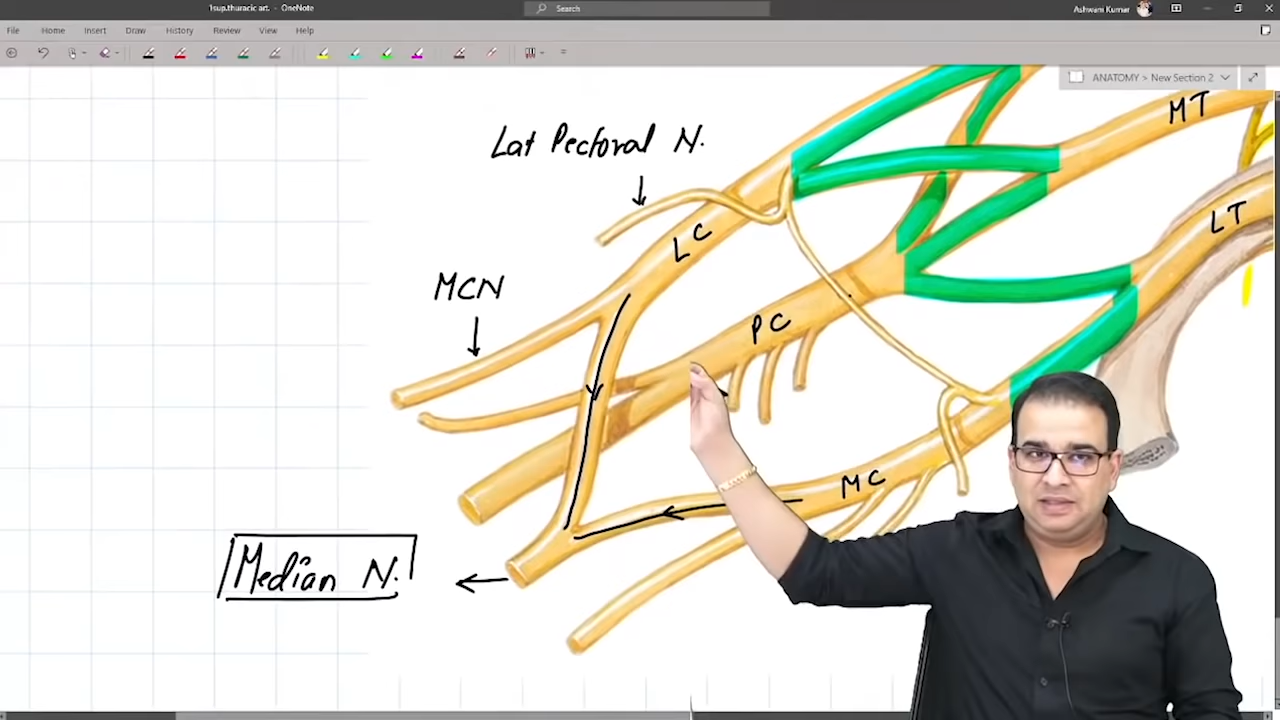 1sup.thoracic art. - OneNote
Search
Ashwani Kumar
File Home Insert Draw History Review View Help
ANATOMY > New Section 2
MT
Lat Pectoral N.
LC
LT
MCN
PC
MC
Median N.